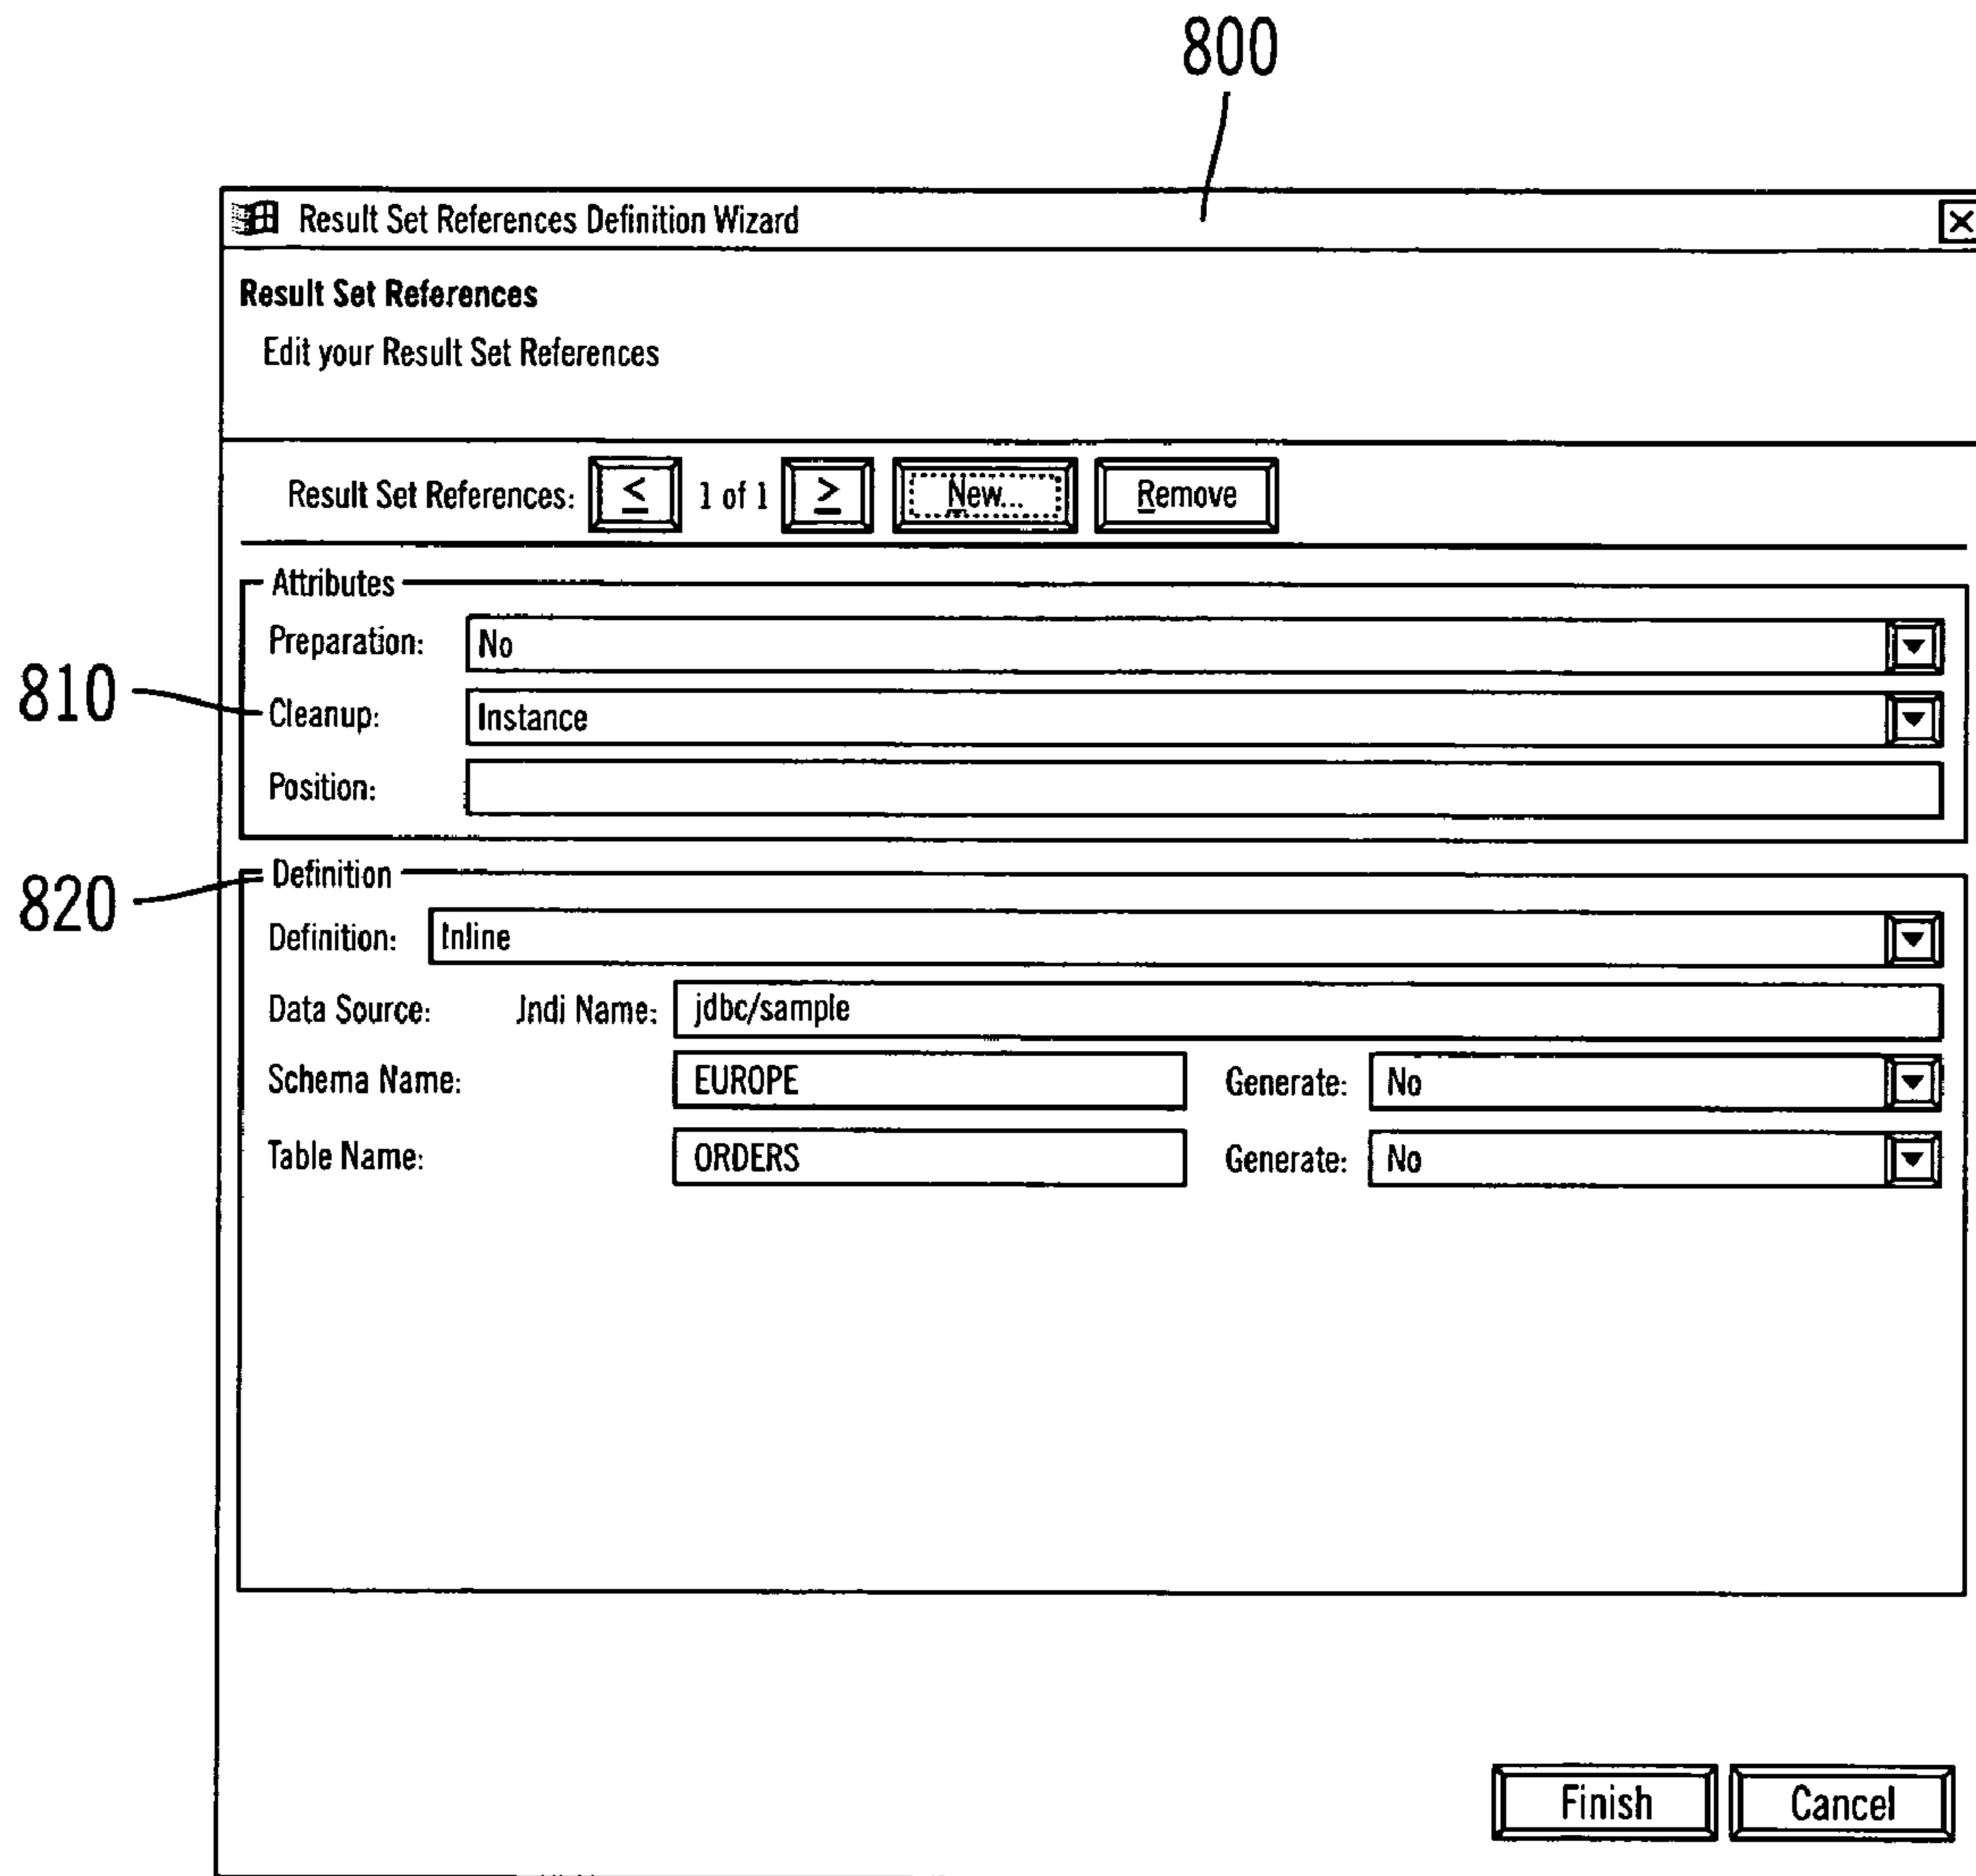 800
Result Set References Definition Wizard
Result Set References
Edit your Result Set References
Result Set References: < 1 of 1 > New... Remove
Attributes
Preparation: No
810
Cleanup: Instance
Position:
820
Definition
Definition: Inline
Data Source: Jndi Name: jdbc/sample
Schema Name: EUROPE Generate: No
Table Name: ORDERS Generate: No
Finish Cancel